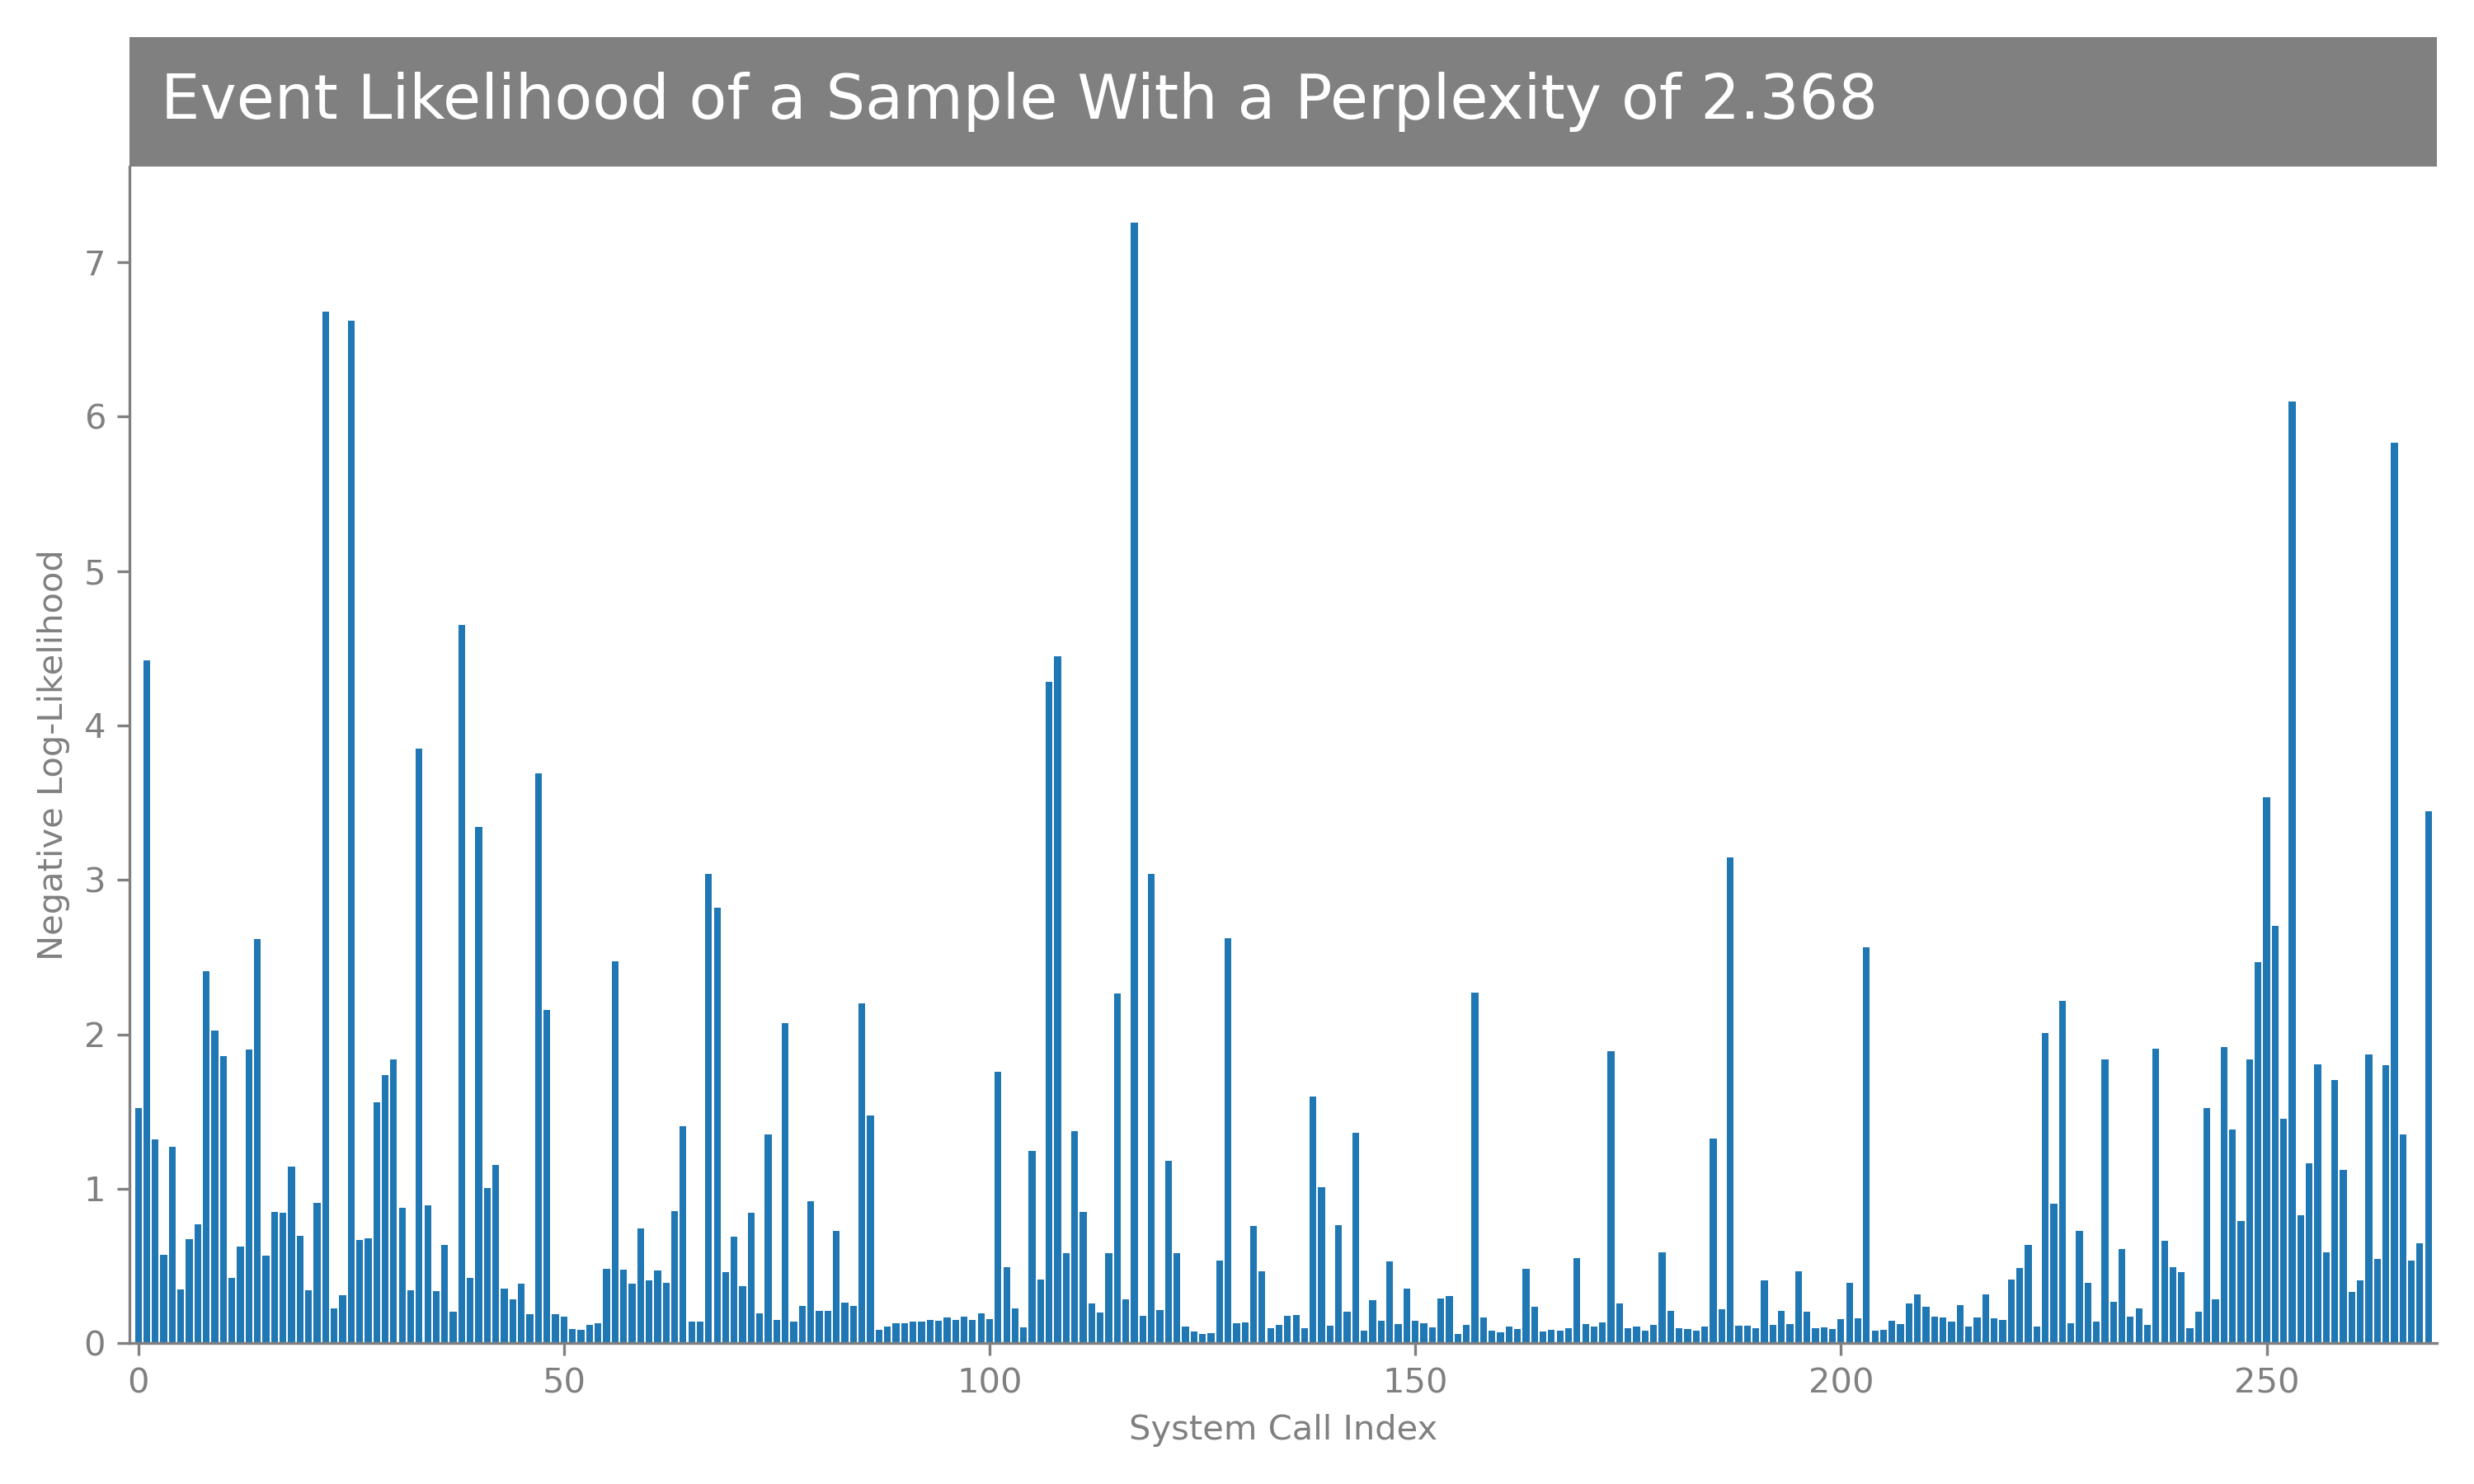 Event Likelihood of a Sample With a Perplexity of 2.368
Negative Log-Likelihood
7
6
5
4
3
2
1
0
0 50 100 150 200 250
System Call Index